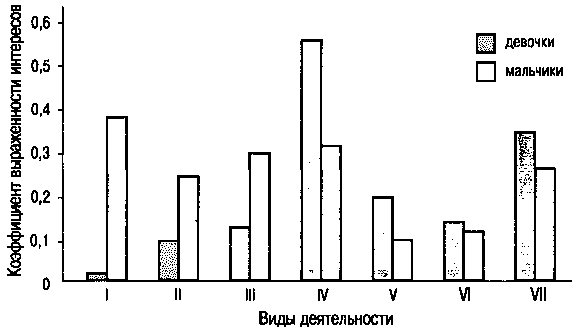 Коэффициент выраженности интересов
0,6
0,5
0,4
0,3
0,2
0,1
0
девочки
мальчики
I II III IV V VI VII
Виды деятельности